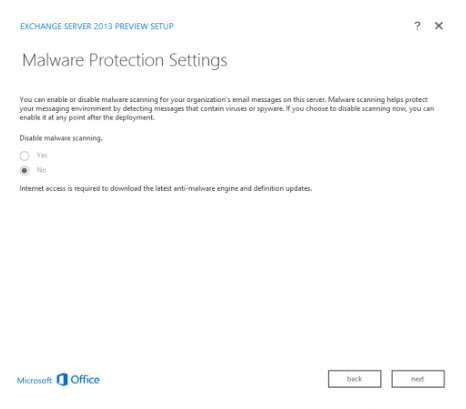 EXCHANGE SERVER 2013 PREVIEW SETUP
? ×
Malware Protection Settings
You can enable or disable malware scanning for your organization's email messages on this server. Malware scanning helps protect
your messaging environment by detecting messages that contain viruses or spyware. If you choose to disable scanning now, you can
enable it at any point after the deployment.
Disable malware scanning.
Yes
No
Internet access is required to download the latest anti-malware engine and definition updates.
Microsoft Office
back
next